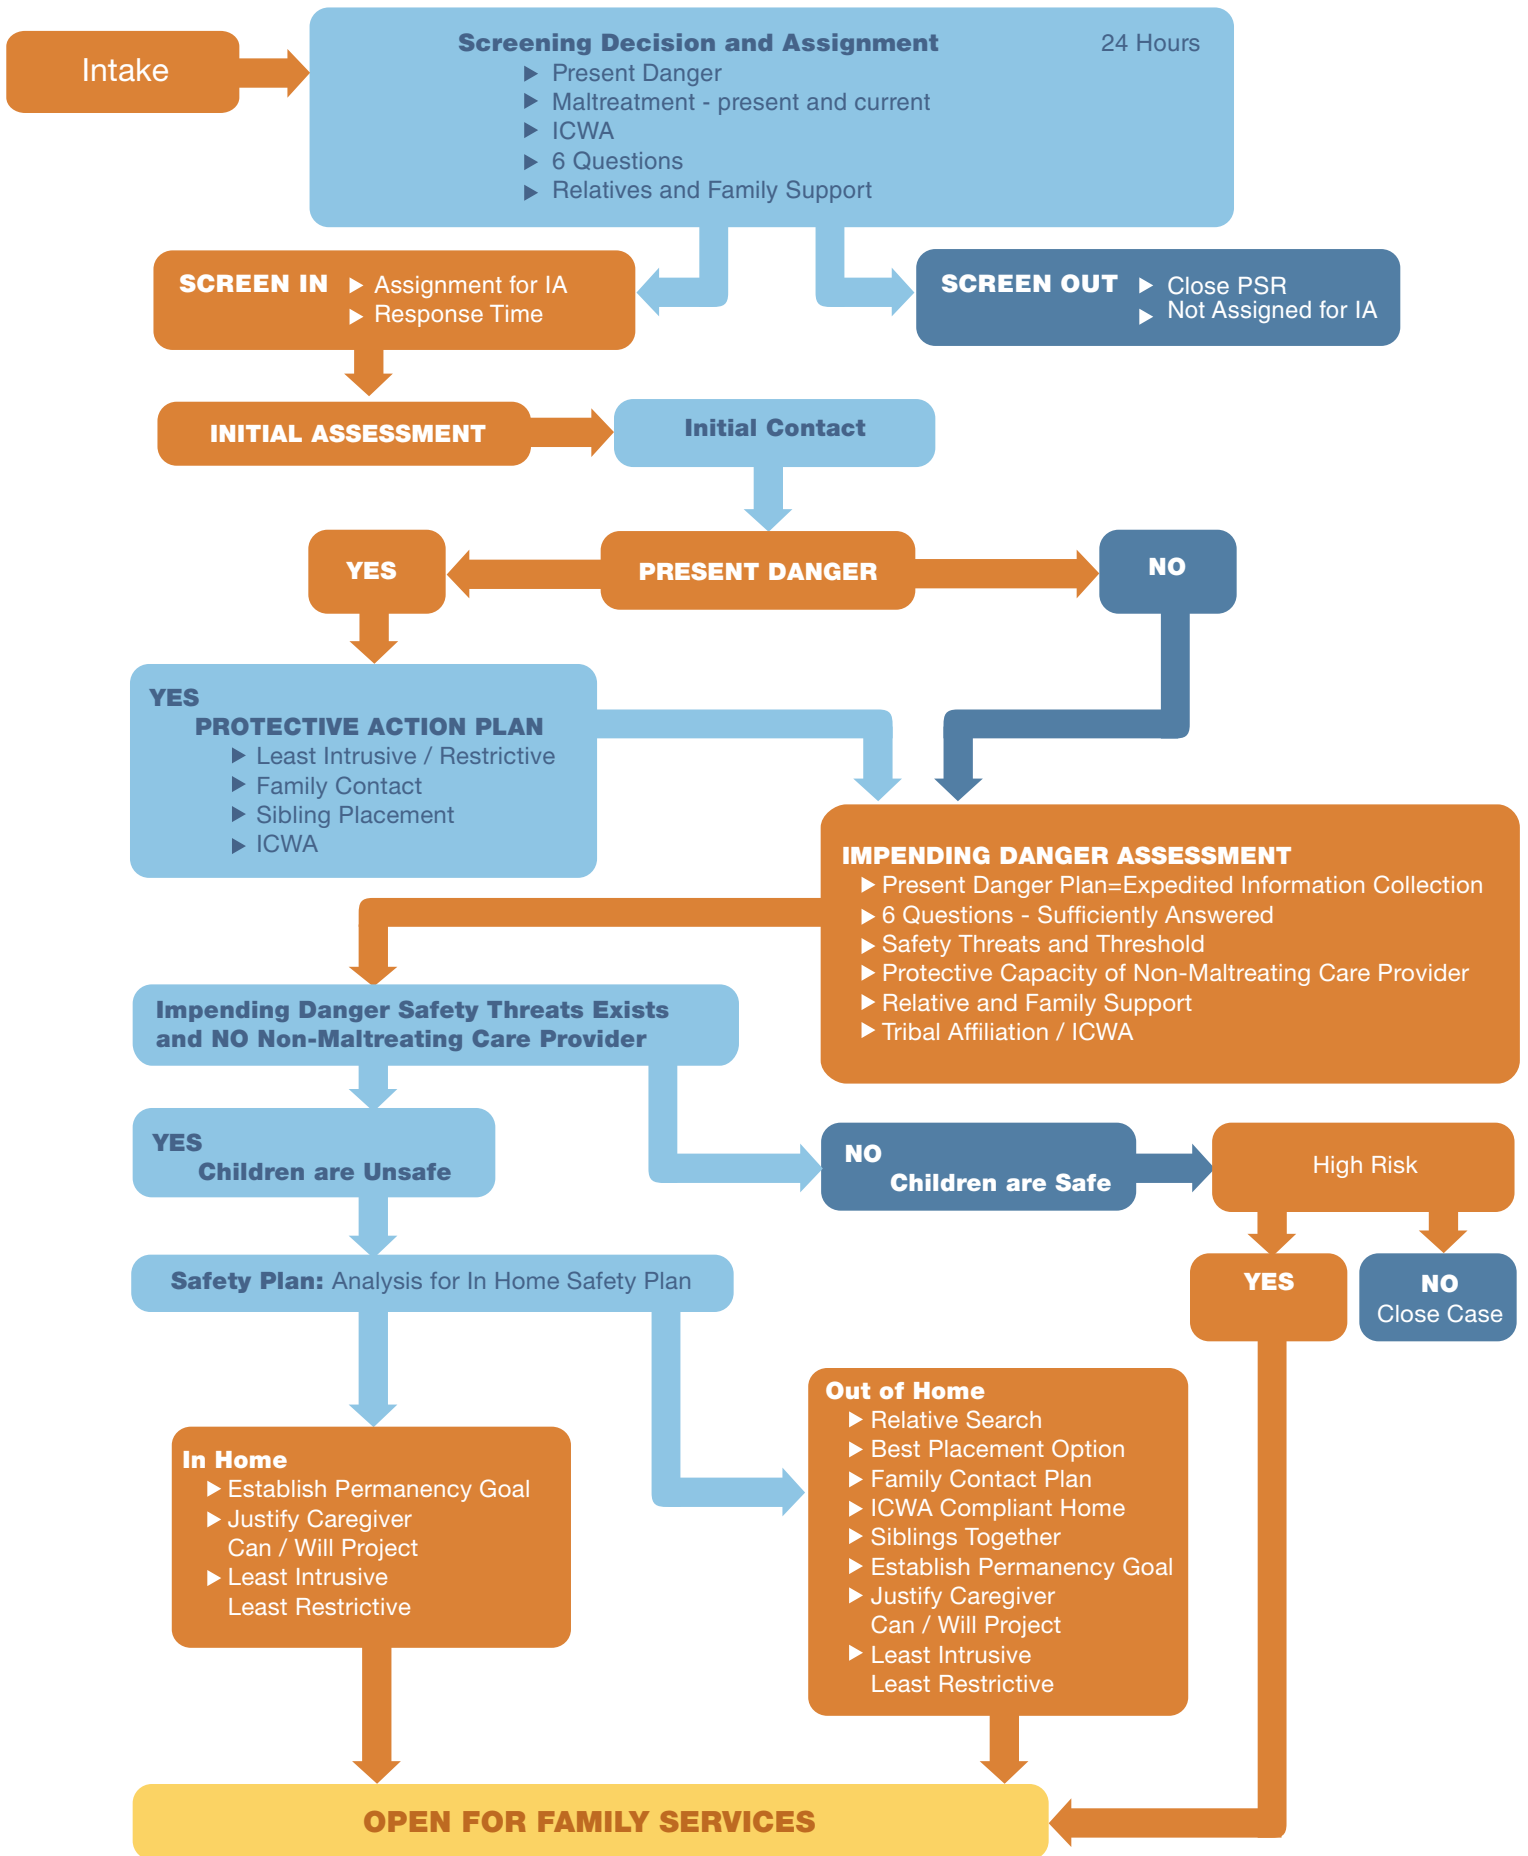 Intake
Screening Decision and Assignment
24 Hours
Present Danger
Maltreatment - present and current
ICWA
6 Questions
Relatives and Family Support
SCREEN IN
Assignment for IA
Response Time
SCREEN OUT
Close PSR
Not Assigned for IA
INITIAL ASSESSMENT
Initial Contact
YES
PRESENT DANGER
NO
YES
PROTECTIVE ACTION PLAN
Least Intrusive / Restrictive
Family Contact
Sibling Placement
ICWA
IMPENDING DANGER ASSESSMENT
Present Danger Plan=Expedited Information Collection
6 Questions - Sufficiently Answered
Safety Threats and Threshold
Protective Capacity of Non-Maltreating Care Provider
Relative and Family Support
Tribal Affiliation / ICWA
Impending Danger Safety Threats Exists
and NO Non-Maltreating Care Provider
YES
Children are Unsafe
NO
Children are Safe
High Risk
YES
NO
Close Case
Safety Plan: Analysis for In Home Safety Plan
In Home
Establish Permanency Goal
Justify Caregiver
Can / Will Project
Least Intrusive
Least Restrictive
Out of Home
Relative Search
Best Placement Option
Family Contact Plan
ICWA Compliant Home
Siblings Together
Establish Permanency Goal
Justify Caregiver
Can / Will Project
Least Intrusive
Least Restrictive
OPEN FOR FAMILY SERVICES